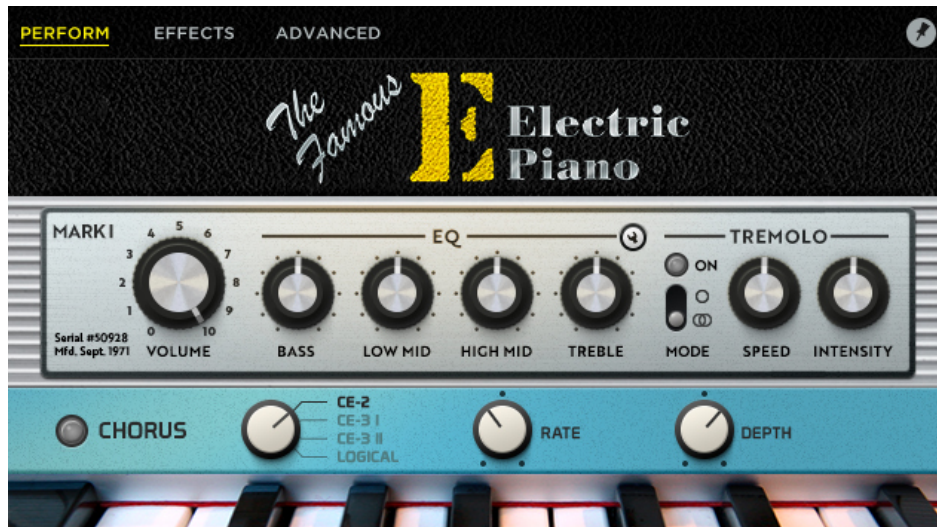 PERFORM EFFECTS ADVANCED
The Famous E Electric Piano
MARK I
0 1 2 3 4 5 6 7 8 9 10
VOLUME
Serial #50928
Mfd. Sept. 1971
EQ
BASS LOW MID HIGH MID TREBLE
TREMOLO
ON
MODE SPEED INTENSITY
CHORUS
CE-2
CE-3 I
CE-3 II
LOGICAL
RATE
DEPTH